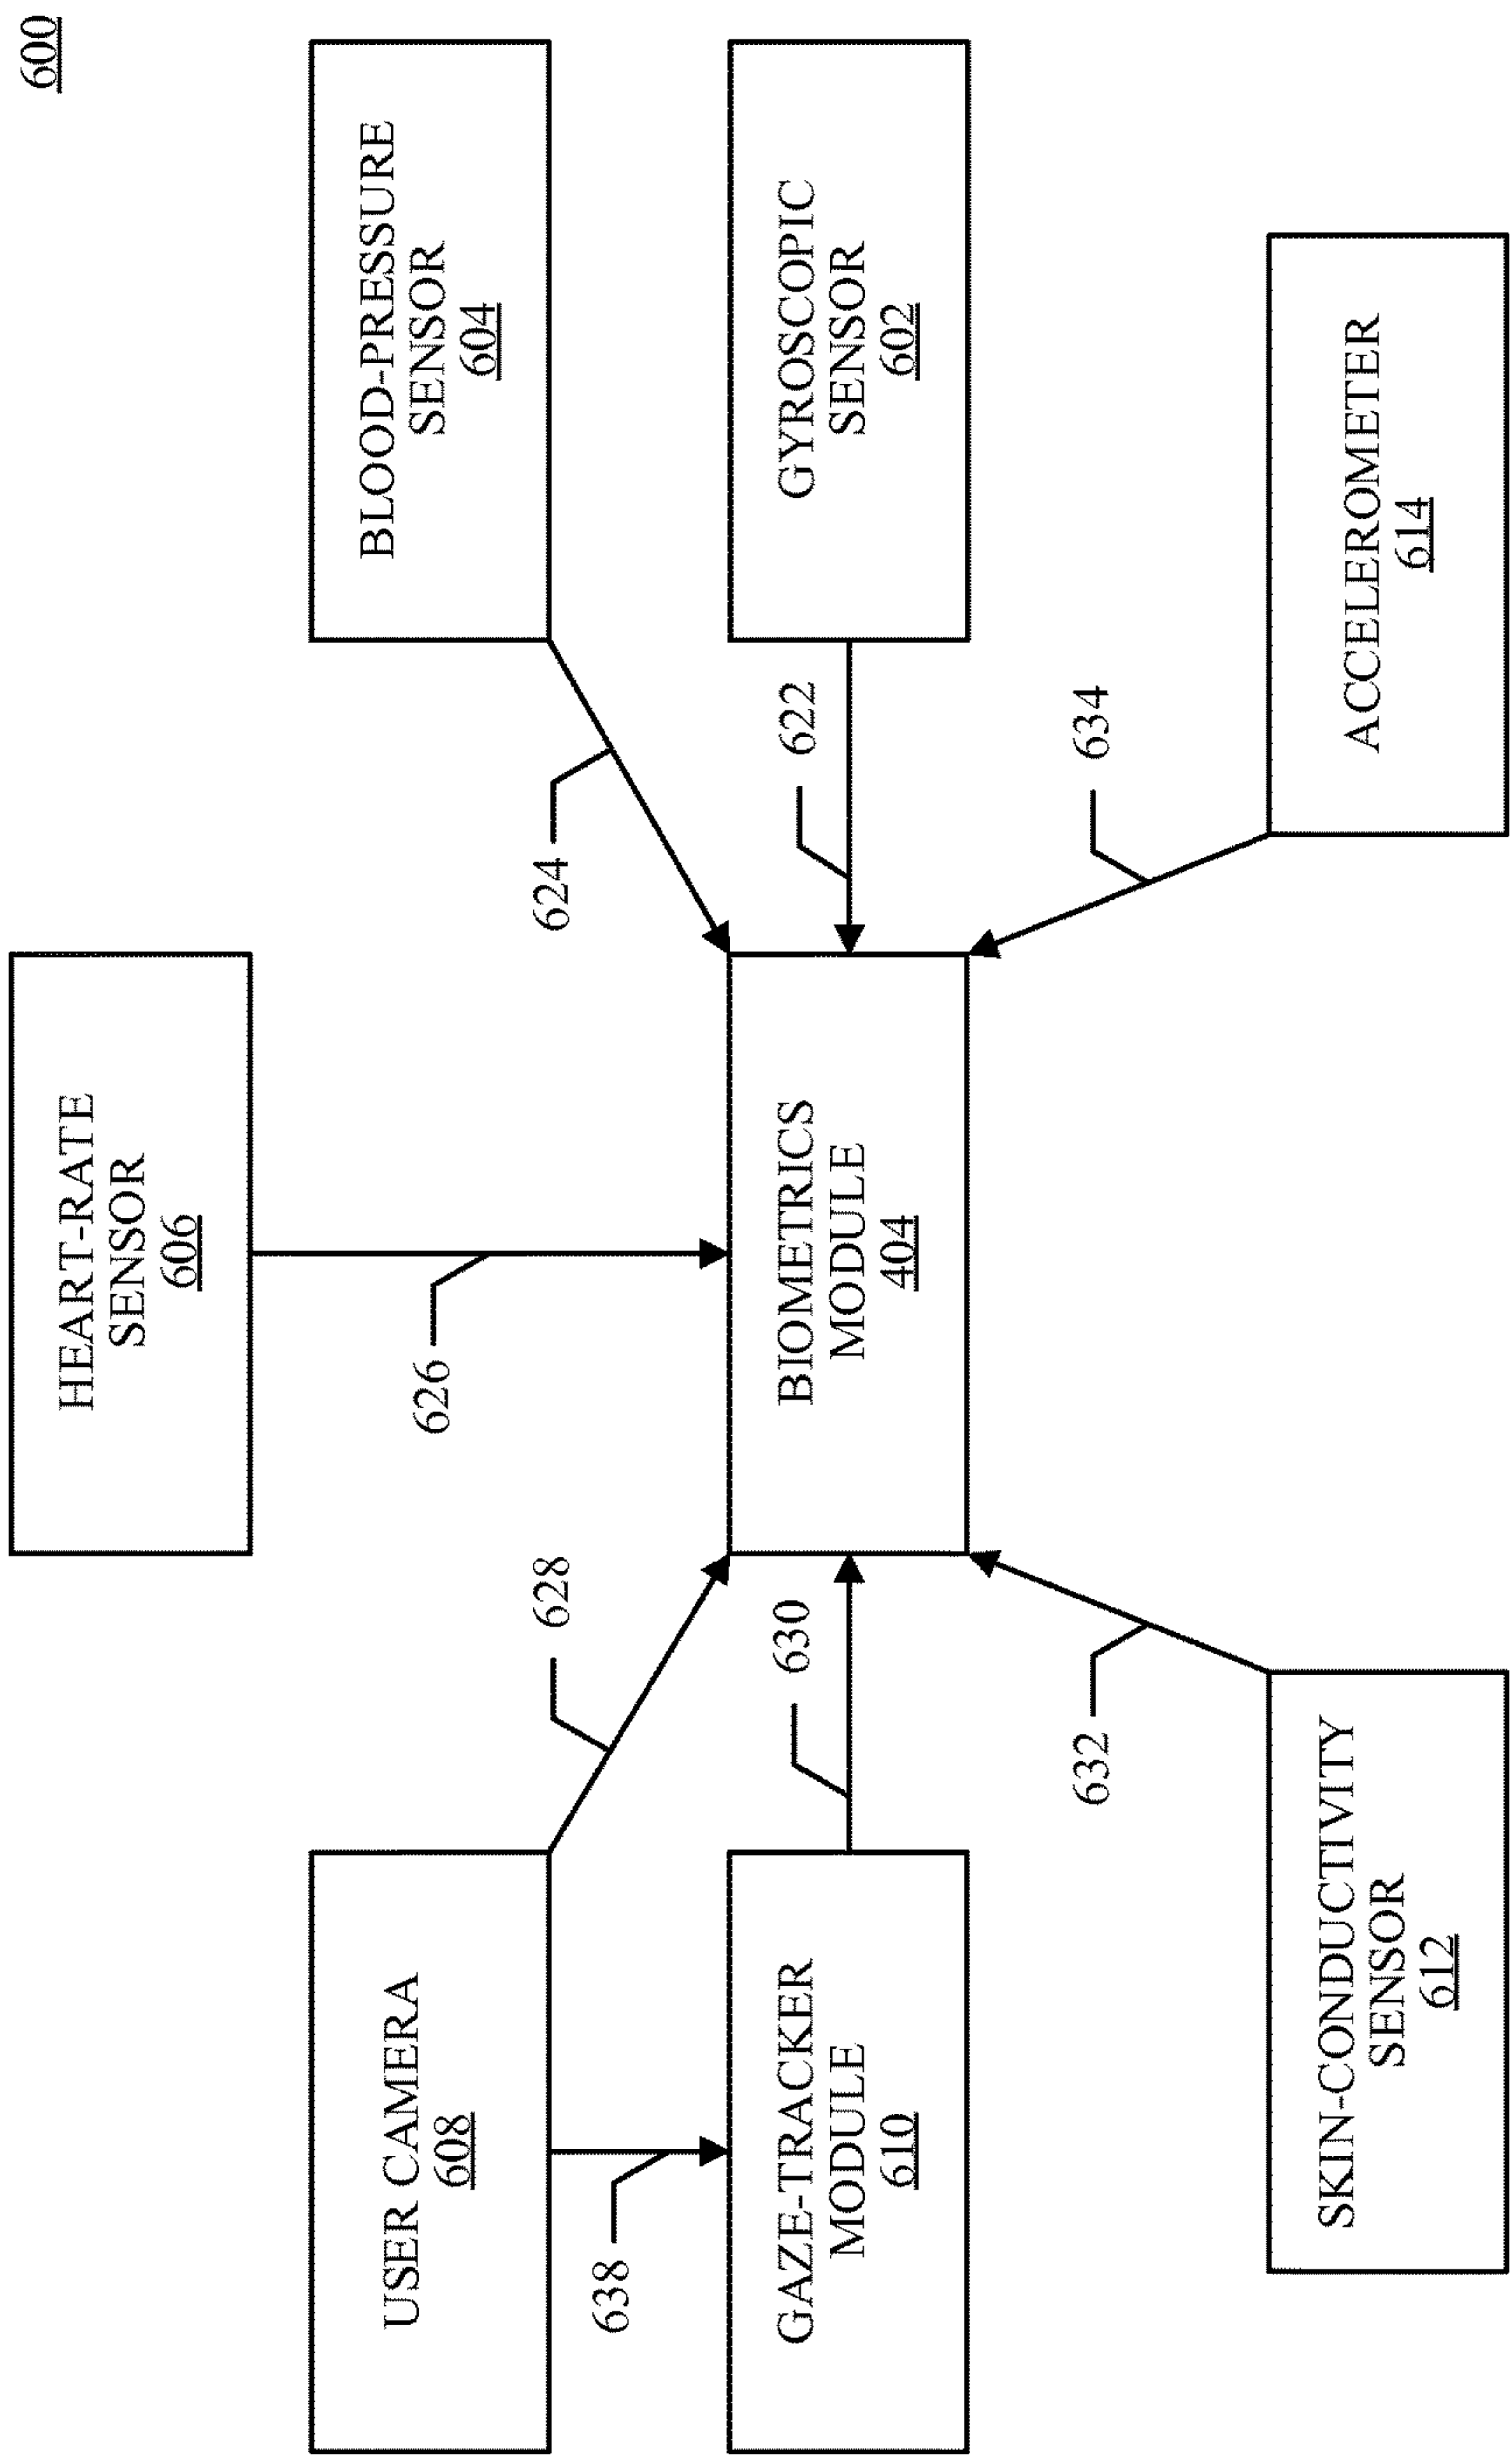 600
HEART-RATE
SENSOR
606
USER CAMERA
608
BLOOD-PRESSURE
SENSOR
604
626
628
624
638
GAZE-TRACKER
MODULE
610
630
BIOMETRICS
MODULE
404
622
GYROSCOPIC
SENSOR
602
632
634
SKIN-CONDUCTIVITY
SENSOR
612
ACCELEROMETER
614